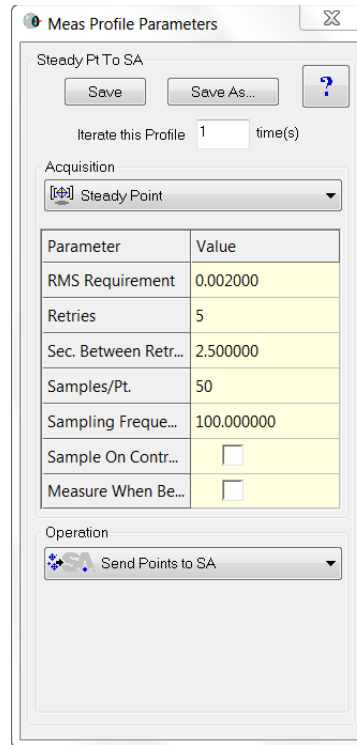 Meas Profile Parameters
Steady Pt To SA
Save Save As... ?
Iterate this Profile 1 time(s)
Acquisition
Steady Point
Parameter Value
RMS Requirement 0.002000
Retries 5
Sec. Between Retr... 2.500000
Samples/Pt. 50
Sampling Freque... 100.000000
Sample On Contr...
Measure When Be...
Operation
SA Send Points to SA